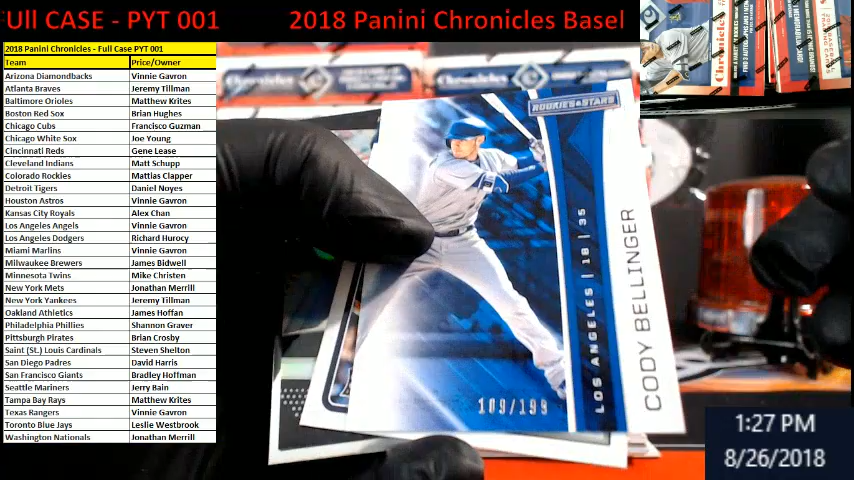 Ull CASE - PYT 001
2018 Panini Chronicles Basel
2018 Panini Chronicles - Full Case PYT 001
Team Price/Owner
Arizona Diamondbacks Vinnie Gavron
Atlanta Braves Jeremy Tillman
Baltimore Orioles Matthew Krites
Boston Red Sox Brian Hughes
Chicago Cubs Francisco Guzman
Chicago White Sox Joe Young
Cincinnati Reds Gene Lease
Cleveland Indians Matt Schupp
Colorado Rockies Mattias Clapper
Detroit Tigers Daniel Noyes
Houston Astros Vinnie Gavron
Kansas City Royals Alex Chan
Los Angeles Angels Vinnie Gavron
Los Angeles Dodgers Richard Hurocy
Miami Marlins Vinnie Gavron
Milwaukee Brewers James Bidwell
Minnesota Twins Mike Christen
New York Mets Jonathan Merrill
New York Yankees Jeremy Tillman
Oakland Athletics James Hoffan
Philadelphia Phillies Shannon Graver
Pittsburgh Pirates Brian Crosby
Saint (St.) Louis Cardinals Steven Shelton
San Diego Padres David Harris
San Francisco Giants Bradley Hoffman
Seattle Mariners Jerry Bain
Tampa Bay Rays Matthew Krites
Texas Rangers Vinnie Gavron
Toronto Blue Jays Leslie Westbrook
Washington Nationals Jonathan Merrill
Chronicles
ROOKIES & STARS
LOS ANGELES | 18 | 35
CODY BELLINGER
189/199
Chronicles
1:27 PM
8/26/2018